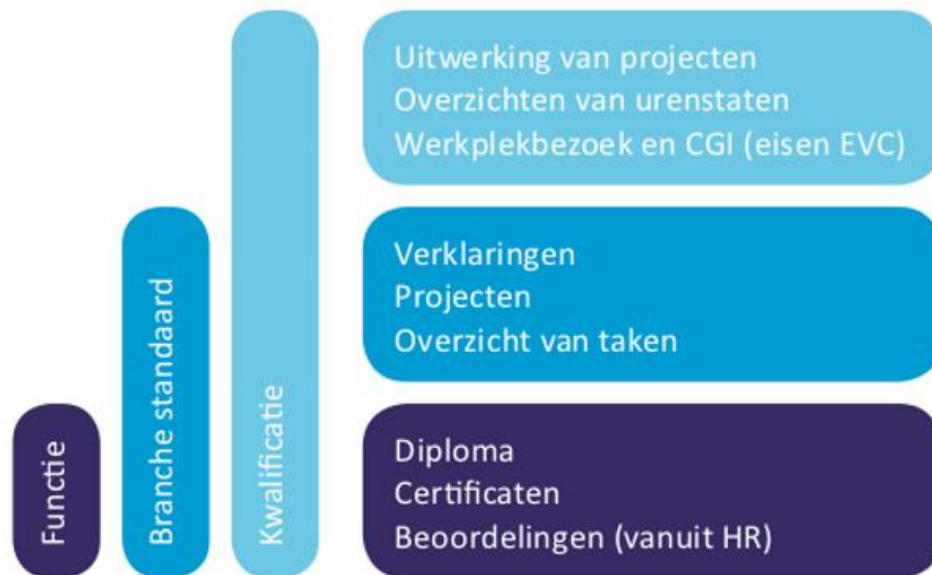 Functie
Branche standaard
Kwalificatie
Uitwerking van projecten
Overzichten van urenstaten
Werkplekbezoek en CGI (eisen EVC)
Verklaringen
Projecten
Overzicht van taken
Diploma
Certificaten
Beoordelingen (vanuit HR)